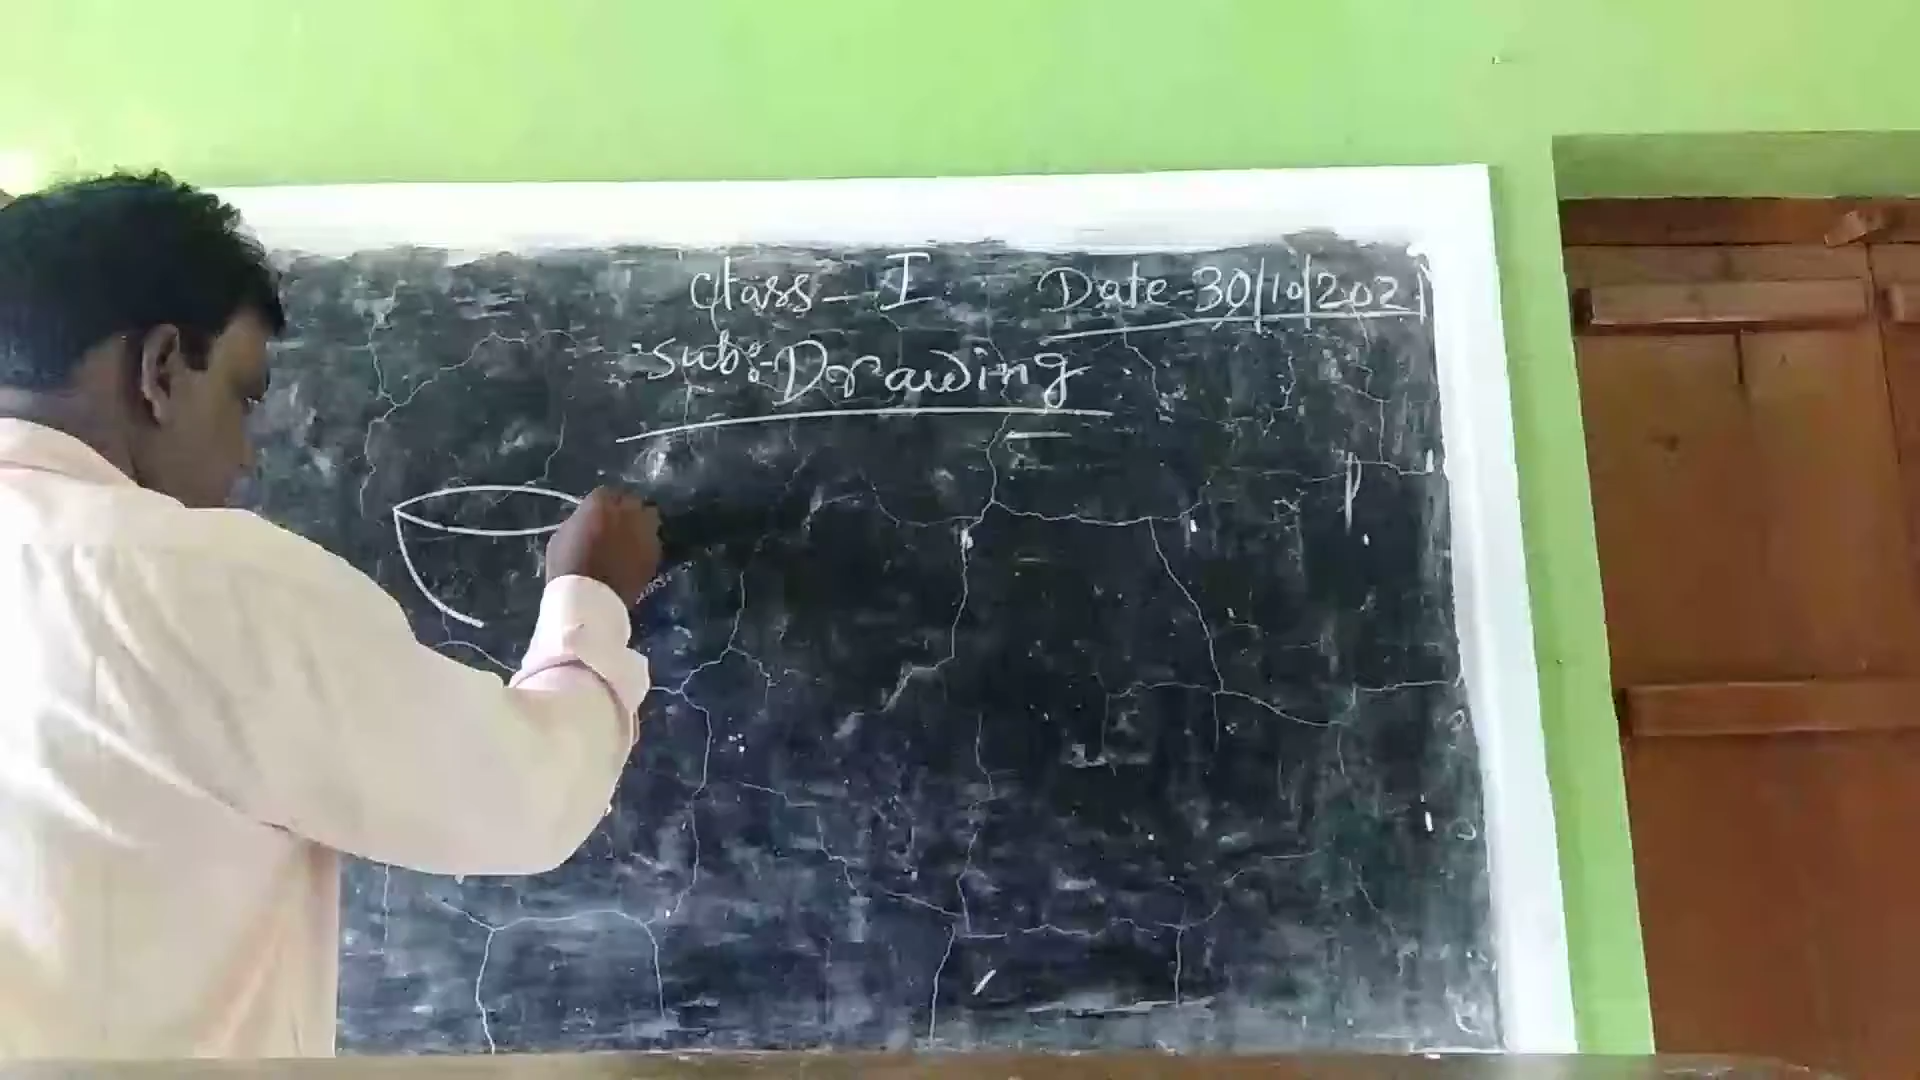 Class - I Date - 30/10/2021
Sub:- Drawing